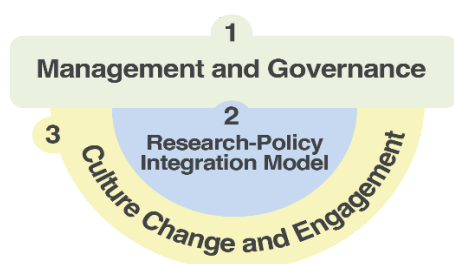 1
Management and Governance
2
Research-Policy
Integration Model
3
Culture Change and Engagement